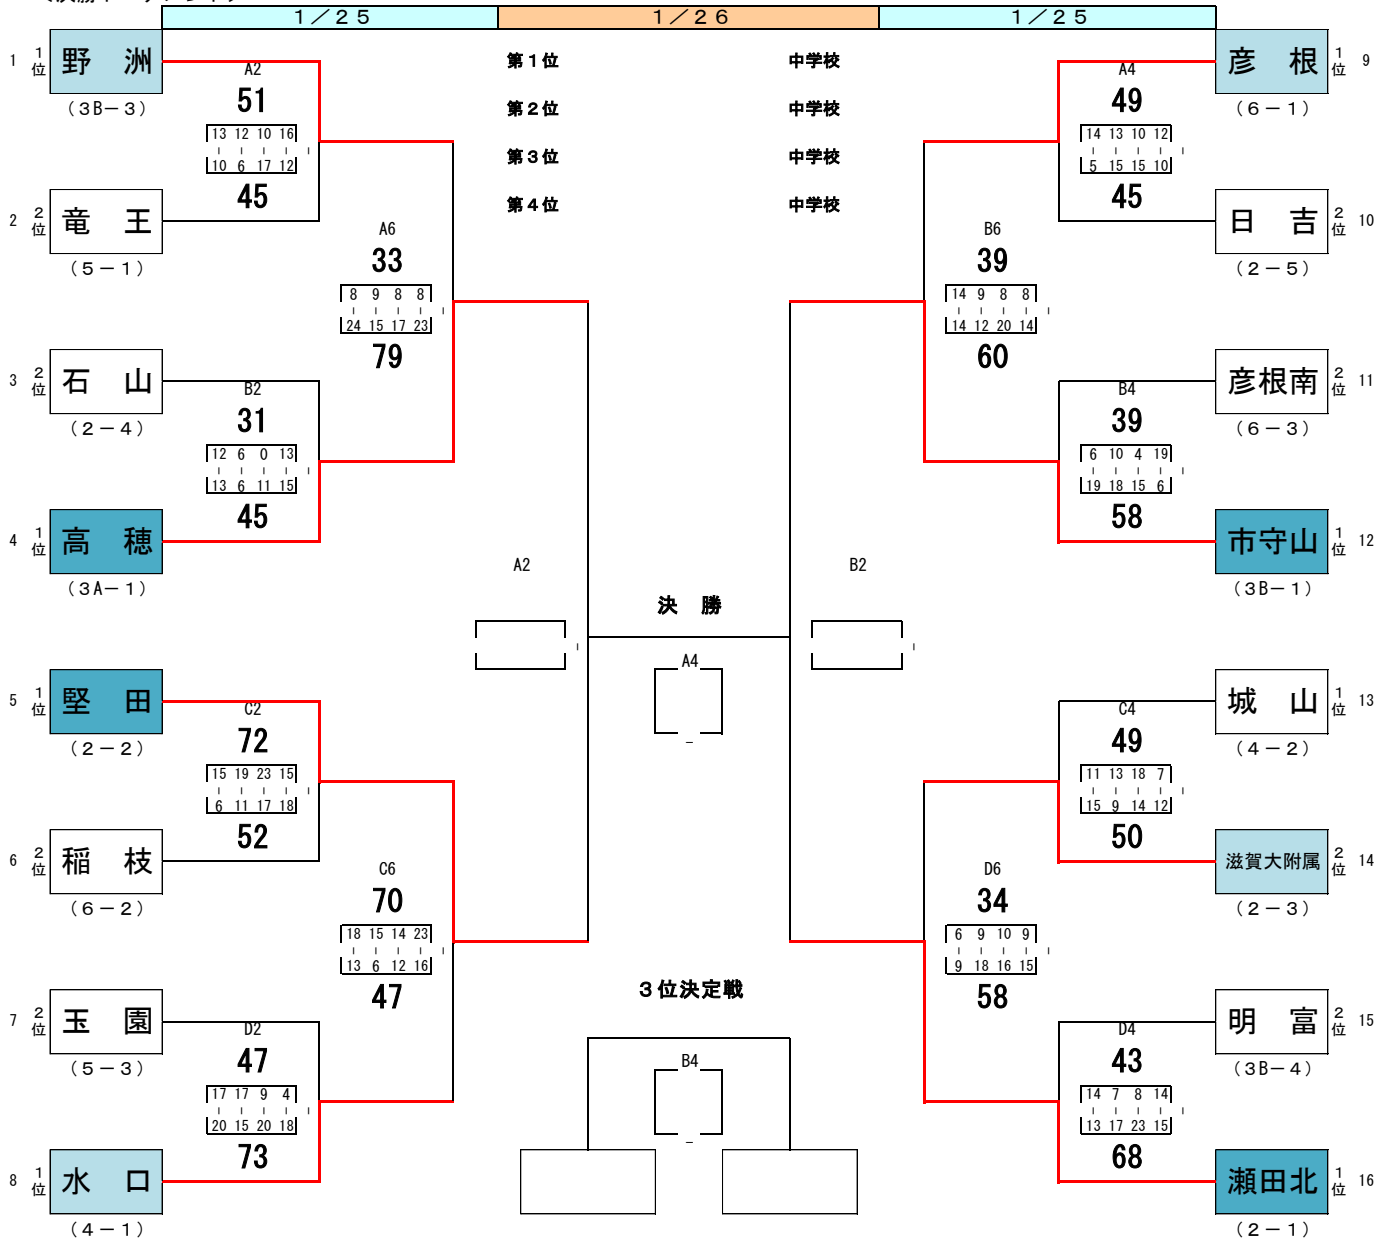 1／25 1／26 1／25
第1位 中学校
第2位 中学校
第3位 中学校
第4位 中学校
1 1位 野 洲
(3B－3)
A2
51
13 12 10 16
10 6 17 12
45
2 2位 竜 王
(5－1)
A6
33
8 9 8 8
24 15 17 23
79
3 2位 石 山
(2－4)
B2
31
12 6 0 13
13 6 11 15
45
4 1位 高 穂
(3A－1)
5 1位 堅 田
(2－2)
C2
72
15 19 23 15
6 11 17 18
52
6 2位 稲 枝
(6－2)
C6
70
18 15 14 23
13 6 12 16
47
7 2位 玉 園
(5－3)
D2
47
17 17 9 4
20 15 20 18
73
8 1位 水 口
(4－1)
A2
決 勝
A4
B2
3位決定戦
B4
彦 根 1位 9
(6－1)
A4
49
14 13 10 12
5 15 15 10
45
日 吉 2位 10
(2－5)
B6
39
14 9 8 8
14 12 20 14
60
彦根南 2位 11
(6－3)
B4
39
6 10 4 19
19 18 15 6
58
市守山 1位 12
(3B－1)
城 山 1位 13
(4－2)
C4
49
11 13 18 7
15 9 14 12
50
滋賀大附属 2位 14
(2－3)
D6
34
6 9 10 9
9 18 16 15
58
明 富 2位 15
(3B－4)
D4
43
14 7 8 14
13 17 23 15
68
瀬田北 1位 16
(2－1)